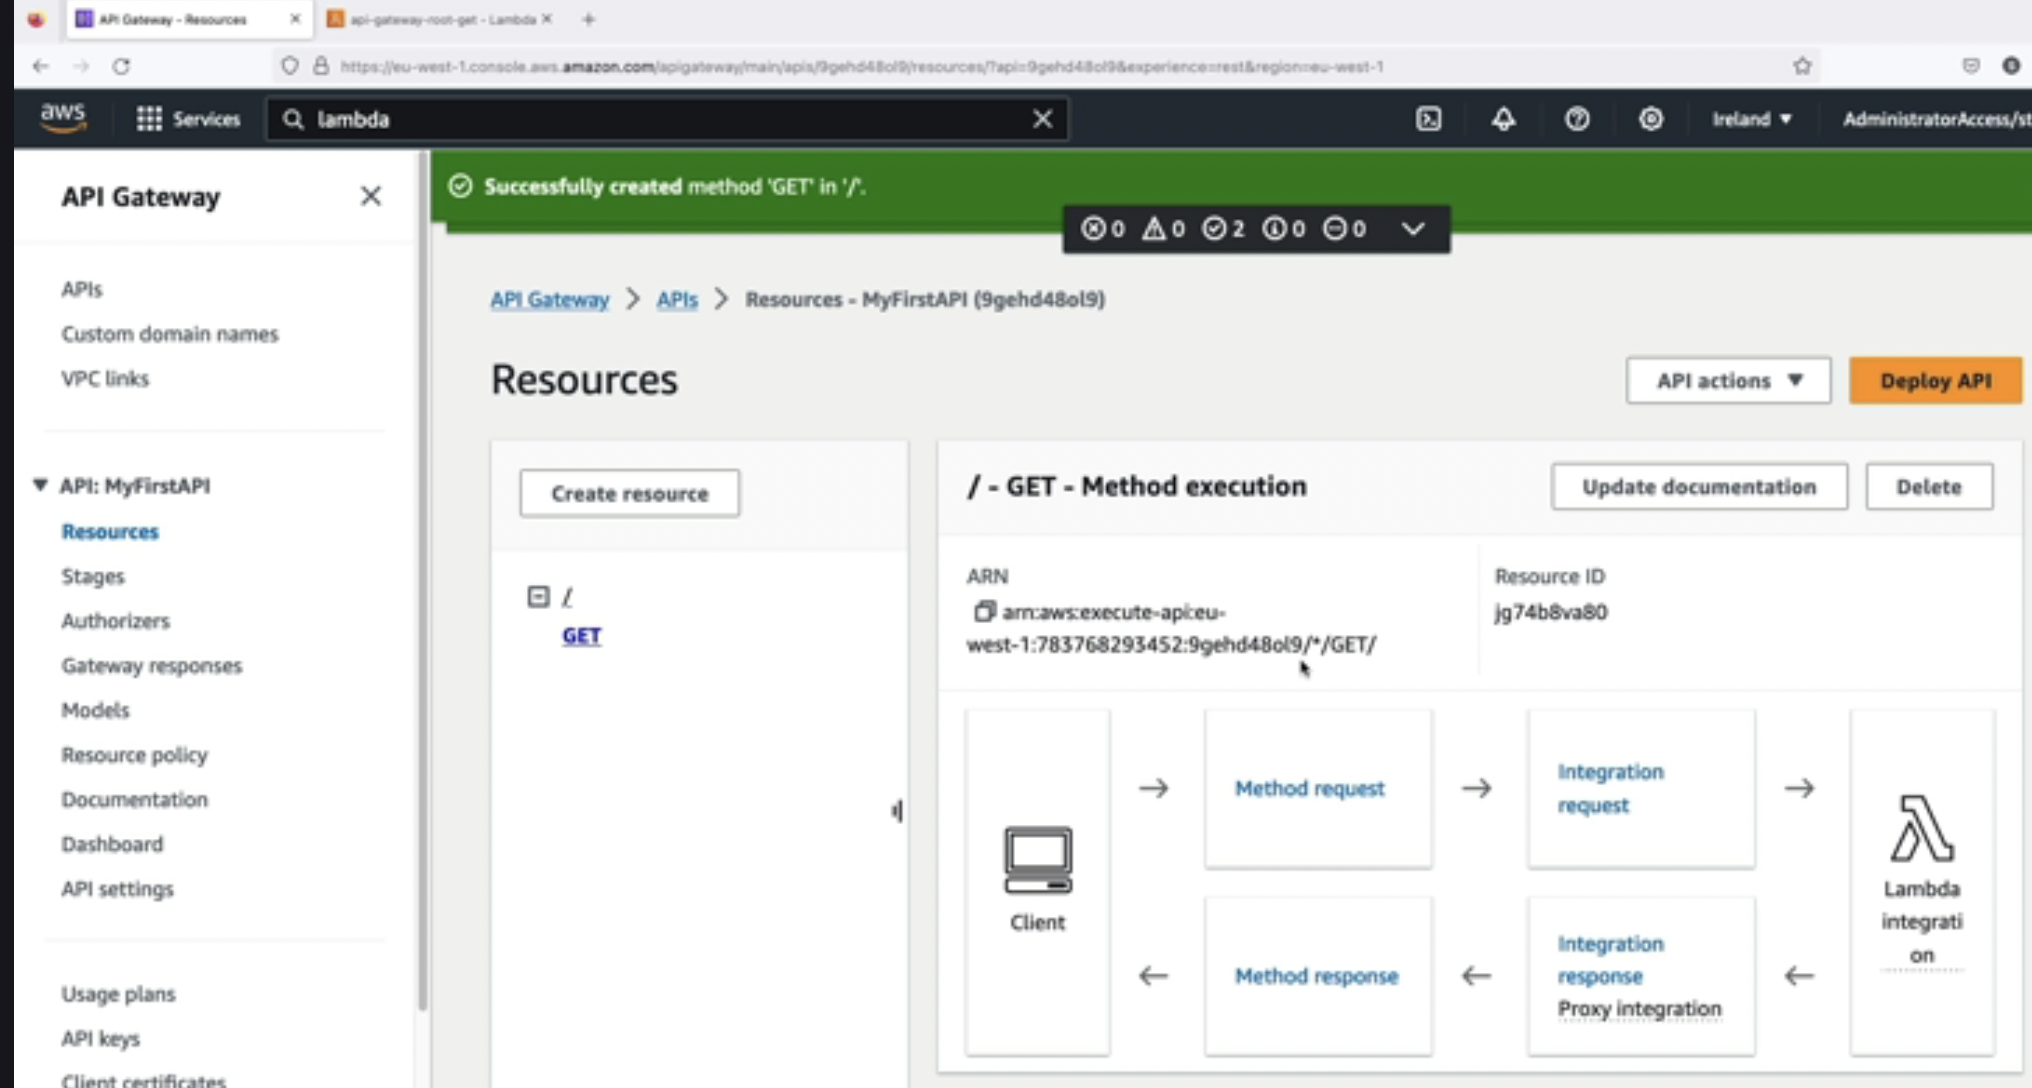 API Gateway - Resources
api-gateway-root-get - Lambda
https://eu-west-1.console.aws.amazon.com/apigateway/main/apis/9gehd48ol9/resources/?api=9gehd48ol9&experience=rest&region=eu-west-1
aws
Services
lambda
Ireland
AdministratorAccess/st
API Gateway
Successfully created method 'GET' in '/'.
0 0 2 0 0
APIs
Custom domain names
VPC links
API Gateway > APIs > Resources - MyFirstAPI (9gehd48ol9)
Resources
API actions
Deploy API
API: MyFirstAPI
Resources
Stages
Authorizers
Gateway responses
Models
Resource policy
Documentation
Dashboard
API settings
Usage plans
API keys
Client certificates
Create resource
/
GET
/ - GET - Method execution
Update documentation
Delete
ARN
arn:aws:execute-api:eu-
west-1:783768293452:9gehd48ol9/*/GET/
Resource ID
jg74b8va80
Client
Method request
Integration
request
Lambda
integrati
on
Method response
Integration
response
Proxy integration